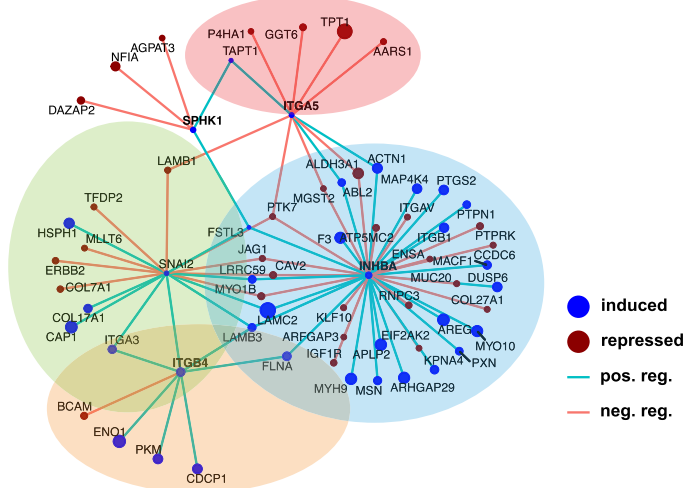 TPT1
P4HA1
GGT6
AGPAT3
TAPT1
AARS1
NFIA
DAZAP2
ITGA5
SPHK1
LAMB1
ALDH3A1
ACTN1
MAP4K4
PTGS2
ABL2
MGST2
TFDP2
PTK7
ITGAV
PTPN1
HSPH1
FSTL3
F3
ATP5MC2
ITGB1
PTPRK
MLLT6
JAG1
ENSA
MACF1
CCDC6
ERBB2
SNAI2
LRRC59
CAV2
INHBA
MUC20
DUSP6
COL7A1
MYO1B
RNPC3
COL27A1
COL17A1
LAMC2
KLF10
AREG
CAP1
ITGA3
LAMB3
ARFGAP3
EIF2AK2
MYO10
IGF1R
APLP2
KPNA4
PXN
ITGB4
FLNA
MYH9
MSN
ARHGAP29
BCAM
ENO1
PKM
CDCP1
induced
repressed
pos. reg.
neg. reg.